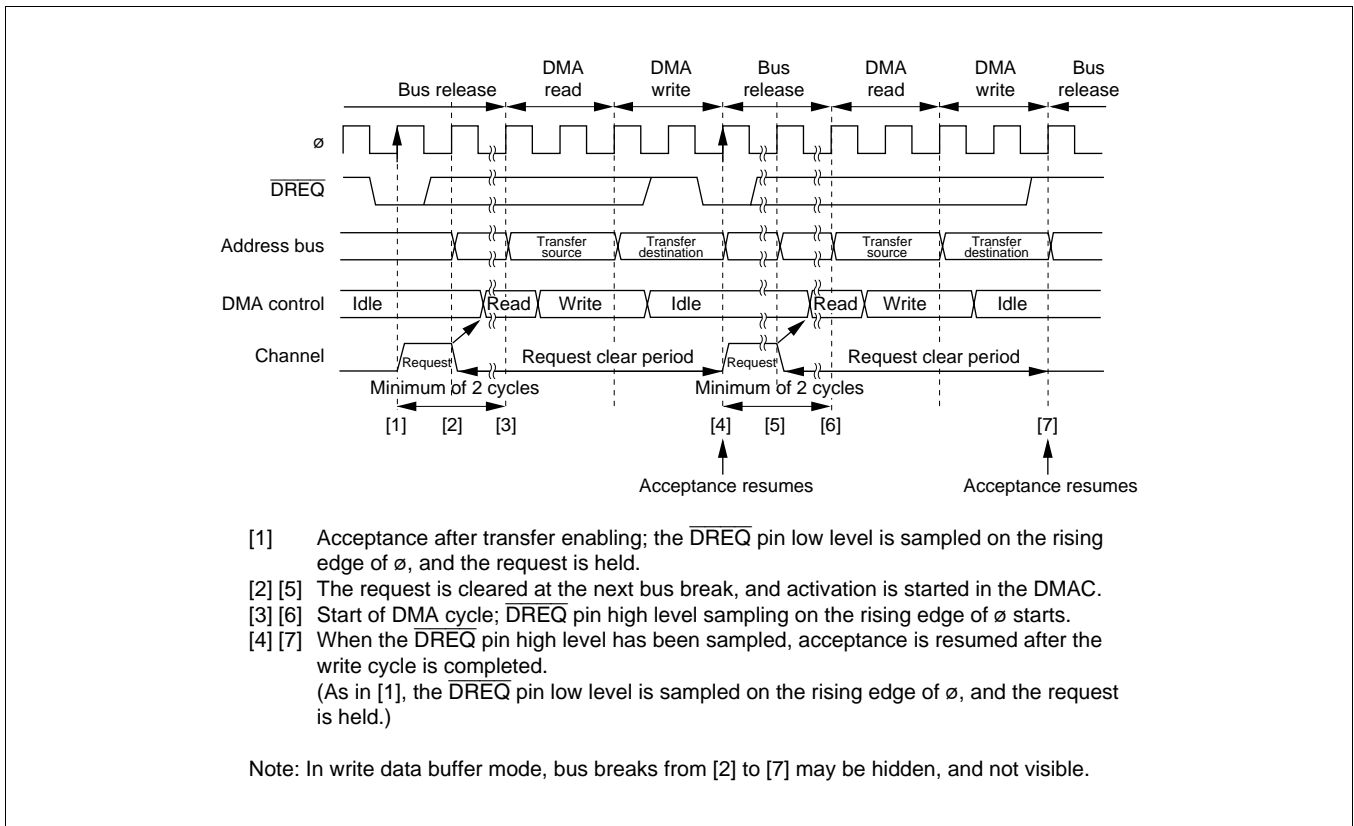 DMA DMA Bus DMA DMA Bus
Bus release read write release read write release
ø
DREQ
Address bus Transfer source Transfer destination Transfer source Transfer destination
DMA control Idle Read Write Idle Read Write Idle
Channel Request Request clear period Request Request clear period
Minimum of 2 cycles Minimum of 2 cycles
[1] [2] [3] [4] [5] [6] [7]
Acceptance resumes Acceptance resumes
[1] Acceptance after transfer enabling; the DREQ pin low level is sampled on the rising
edge of ø, and the request is held.
[2] [5] The request is cleared at the next bus break, and activation is started in the DMAC.
[3] [6] Start of DMA cycle; DREQ pin high level sampling on the rising edge of ø starts.
[4] [7] When the DREQ pin high level has been sampled, acceptance is resumed after the
write cycle is completed.
(As in [1], the DREQ pin low level is sampled on the rising edge of ø, and the request
is held.)
Note: In write data buffer mode, bus breaks from [2] to [7] may be hidden, and not visible.